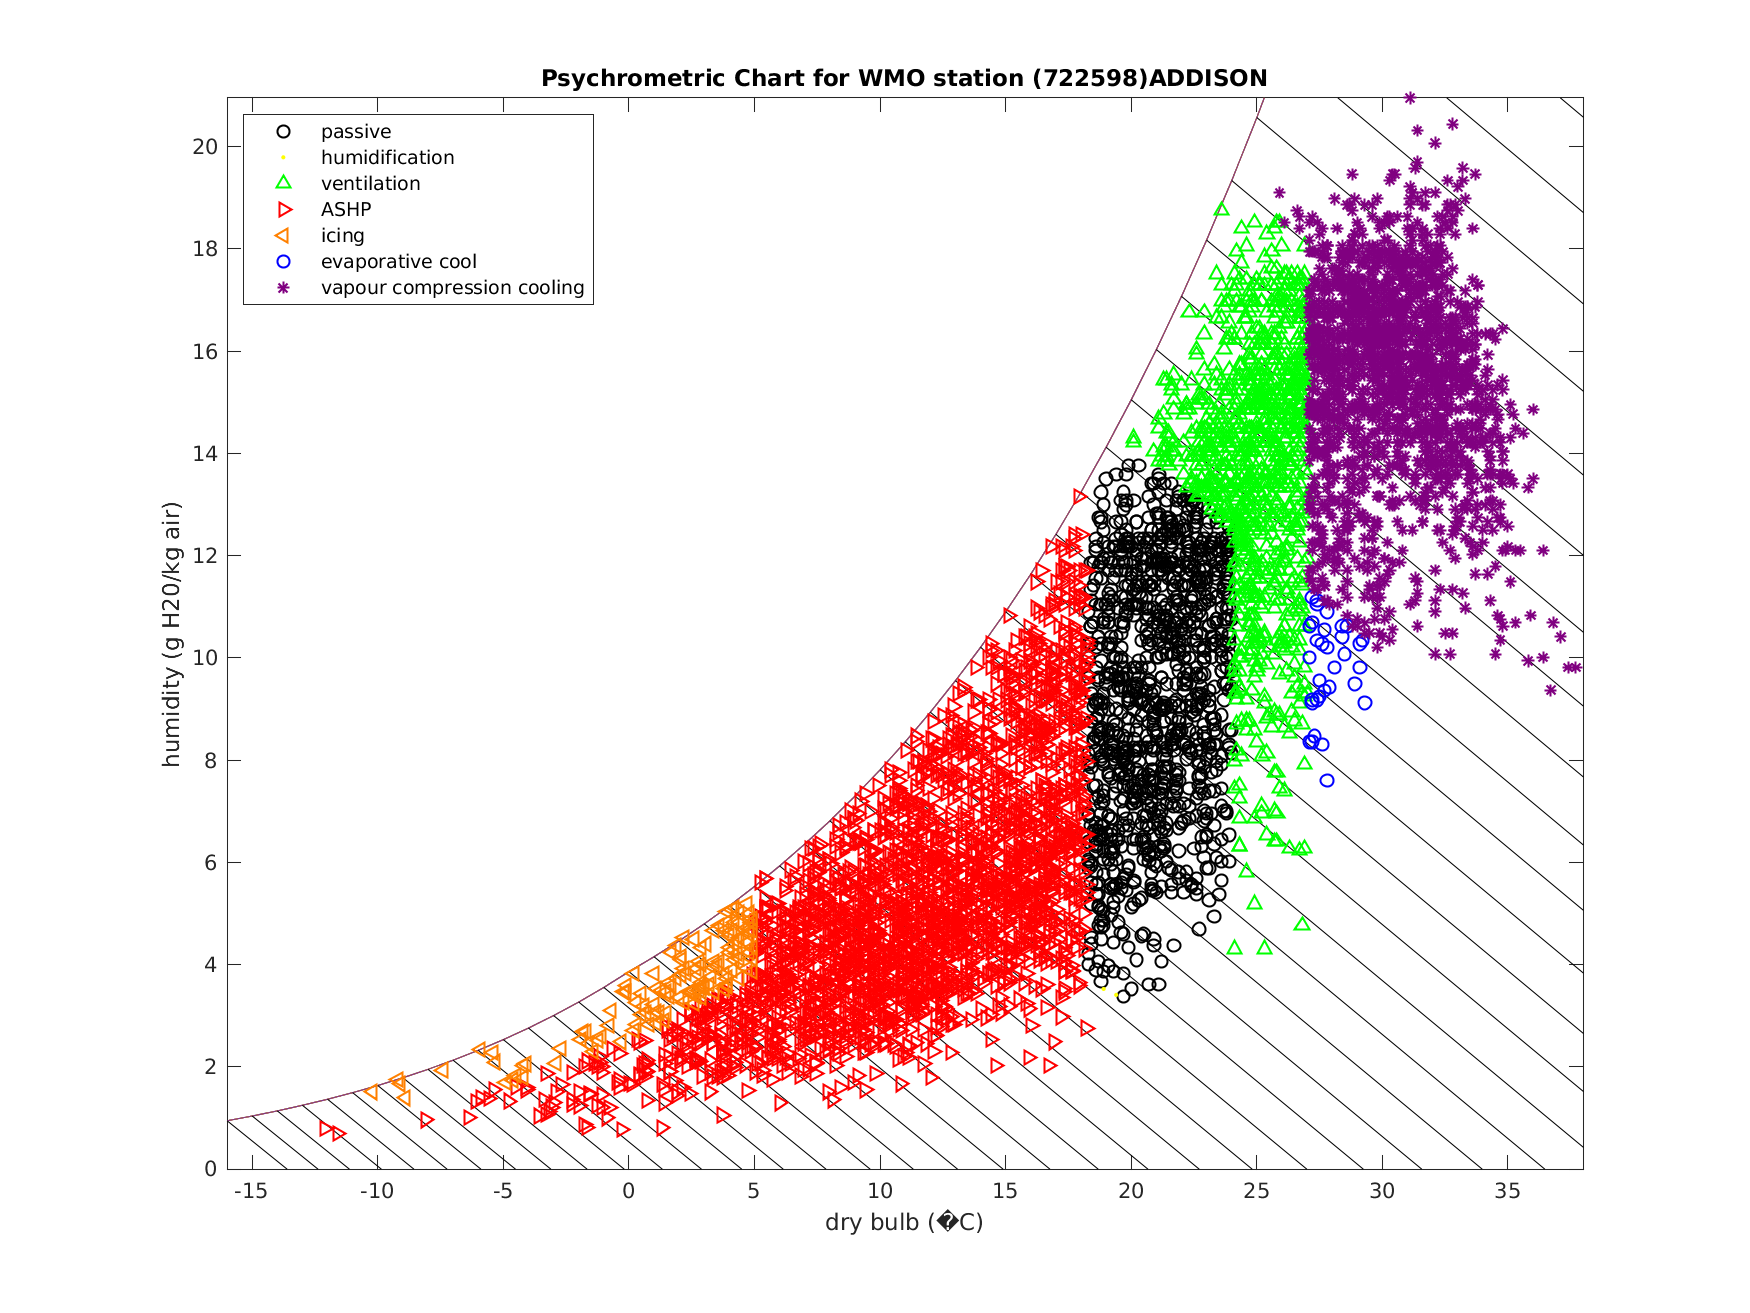 Psychrometric Chart for WMO station (722598)ADDISON
passive
humidification
ventilation
ASHP
icing
evaporative cool
vapour compression cooling
20
18
16
14
12
10
8
6
4
2
0
humidity (g H20/kg air)
-15 -10 -5 0 5 10 15 20 25 30 35
dry bulb (�C)